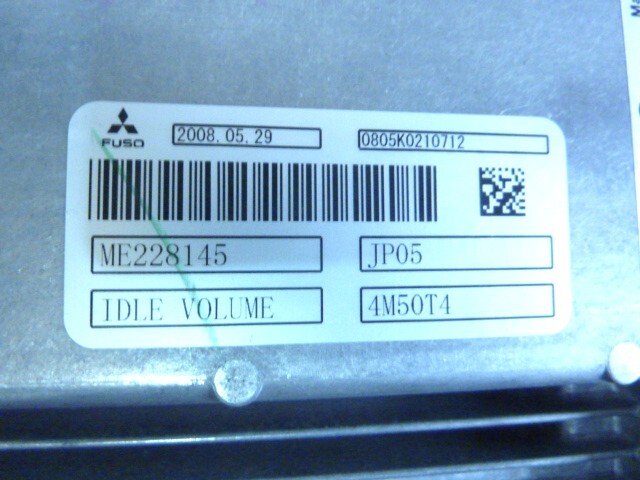 FUSO
2008.05.29
0805K0210712
ME228145
JP05
IDLE VOLUME
4M50T4